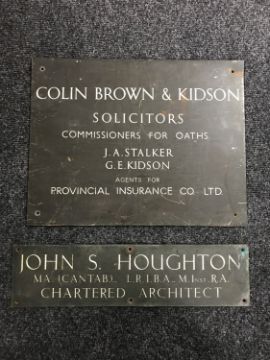 COLIN BROWN & KIDSON
SOLICITORS
COMMISSIONERS FOR OATHS
J.A. STALKER
G.E. KIDSON
AGENTS FOR
PROVINCIAL INSURANCE CO LTD.
JOHN S. HOUGHTON
MA. (CANTAB)., L.R.I.B.A., M.INST.R.A.
CHARTERED ARCHITECT